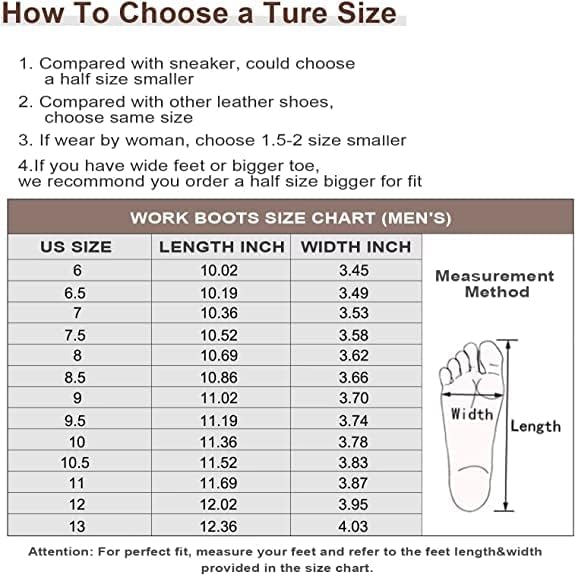 How To Choose a Ture Size
1. Compared with sneaker, could choose
a half size smaller
2. Compared with other leather shoes,
choose same size
3. If wear by woman, choose 1.5-2 size smaller
4.If you have wide feet or bigger toe,
we recommond you order a half size bigger for fit
WORK BOOTS SIZE CHART (MEN'S)
US SIZE LENGTH INCH WIDTH INCH
6 10.02 3.45
6.5 10.19 3.49
7 10.36 3.53
7.5 10.52 3.58
8 10.69 3.62
8.5 10.86 3.66
9 11.02 3.70
9.5 11.19 3.74
10 11.36 3.78
10.5 11.52 3.83
11 11.69 3.87
12 12.02 3.95
13 12.36 4.03
Measurement
Method
Width
Length
Attention: For perfect fit, measure your feet and refer to the feet length&width
provided in the size chart.